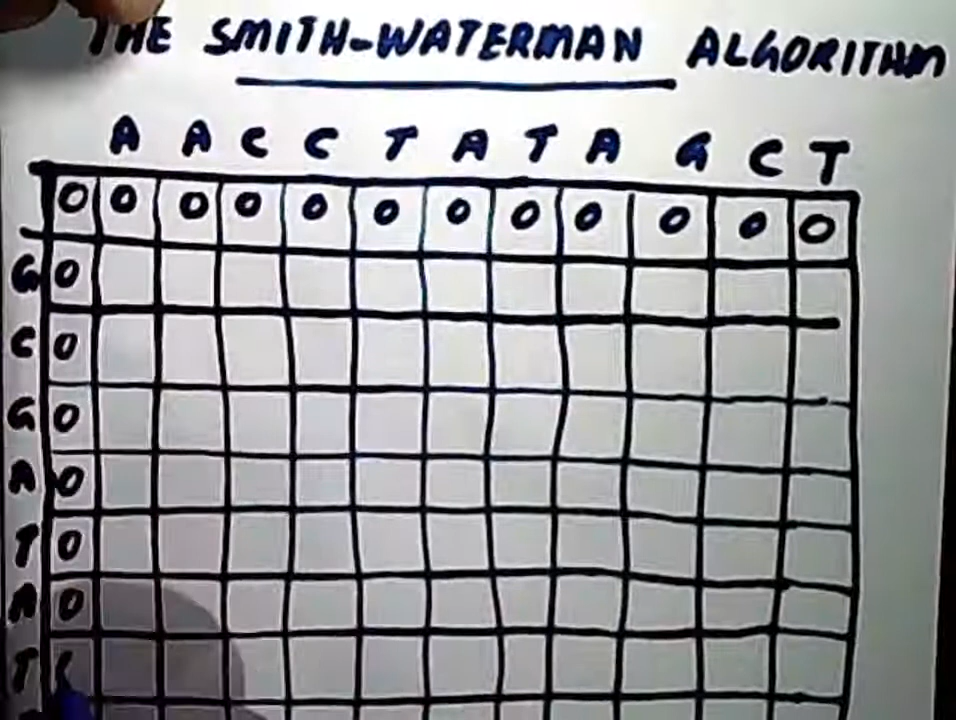 THE SMITH-WATERMAN ALGORITHM
A A C C T A T A G C T
0 0 0 0 0 0 0 0 0 0 0 0
G 0
C 0
G 0
A 0
T 0
A 0
T